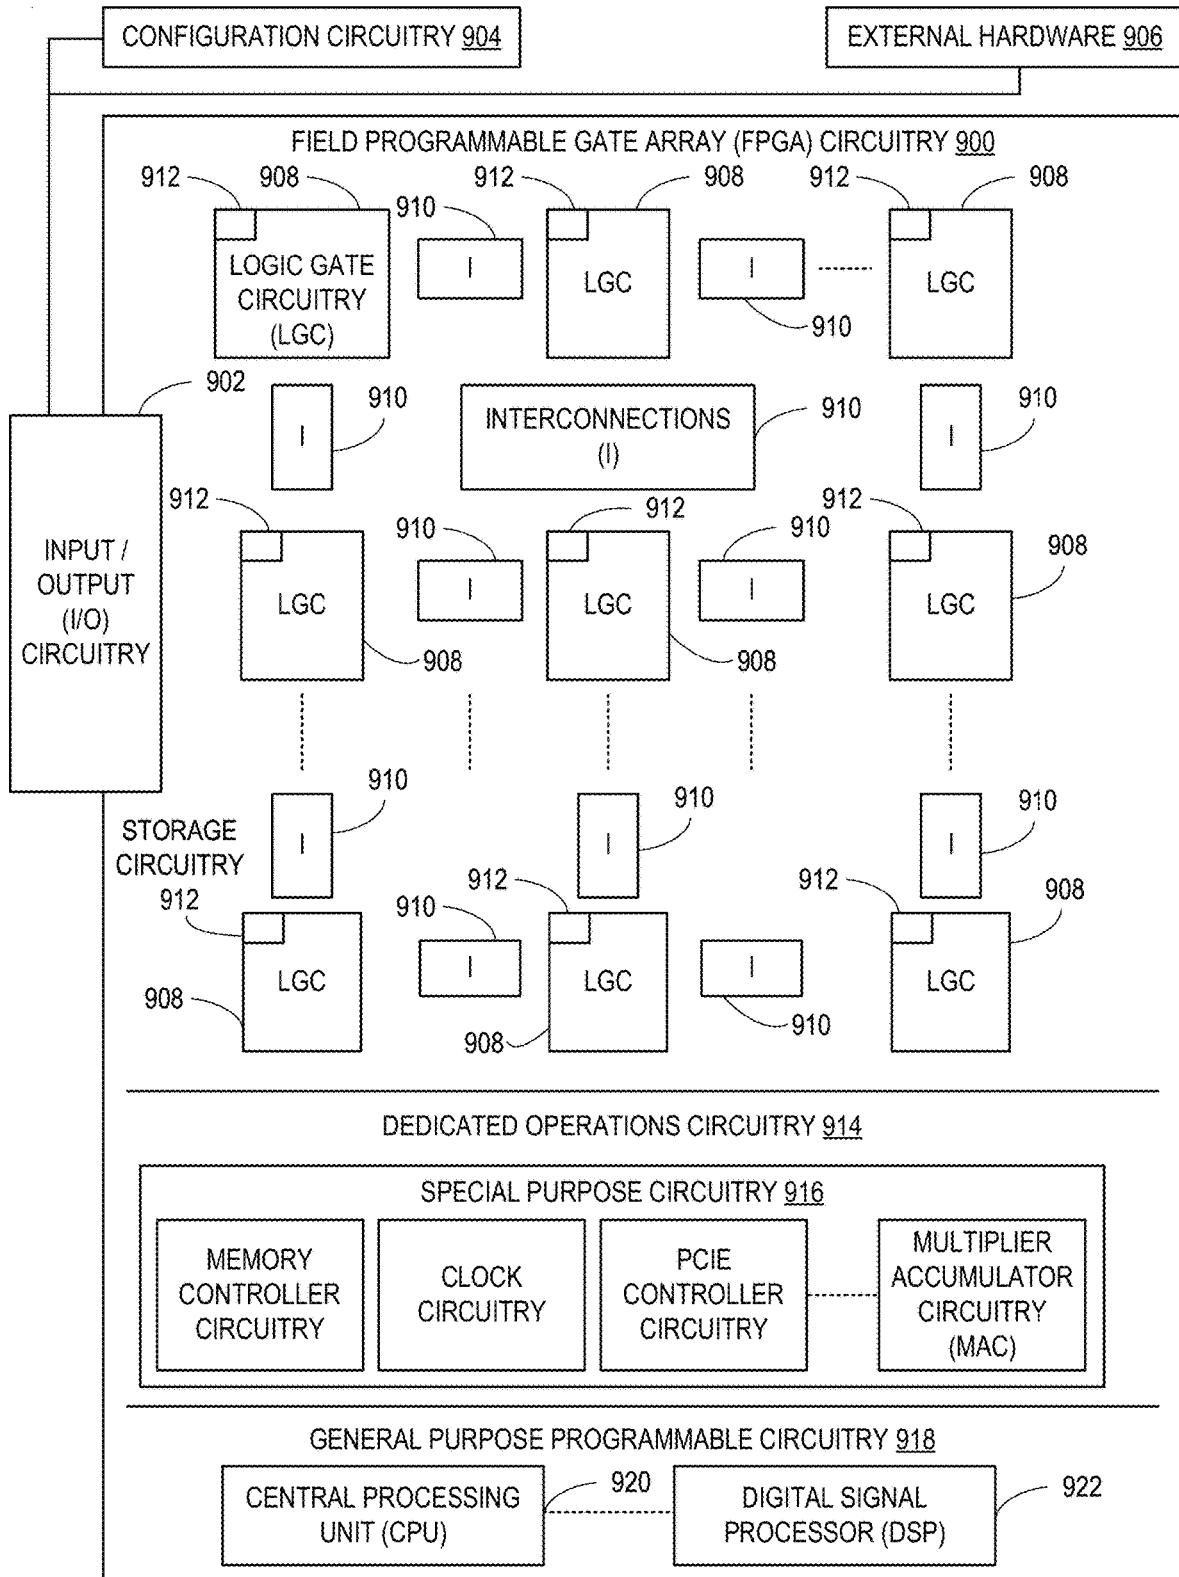 CONFIGURATION CIRCUITRY 904
EXTERNAL HARDWARE 906
FIELD PROGRAMMABLE GATE ARRAY (FPGA) CIRCUITRY 900
912
908
912
908
912
908
910
LOGIC GATE
CIRCUITRY
(LGC)
I
LGC
I
LGC
910
902
910
910
910
I
INTERCONNECTIONS
(I)
I
912
912
912
910
910
908
INPUT /
OUTPUT
(I/O)
CIRCUITRY
LGC
I
LGC
I
LGC
908
908
910
910
910
I
I
I
STORAGE
CIRCUITRY
912
912
912
908
910
LGC
I
LGC
I
LGC
908
908
910
DEDICATED OPERATIONS CIRCUITRY 914
SPECIAL PURPOSE CIRCUITRY 916
MEMORY
CONTROLLER
CIRCUITRY
CLOCK
CIRCUITRY
PCIE
CONTROLLER
CIRCUITRY
MULTIPLIER
ACCUMULATOR
CIRCUITRY
(MAC)
GENERAL PURPOSE PROGRAMMABLE CIRCUITRY 918
CENTRAL PROCESSING
UNIT (CPU)
920
DIGITAL SIGNAL
PROCESSOR (DSP)
922